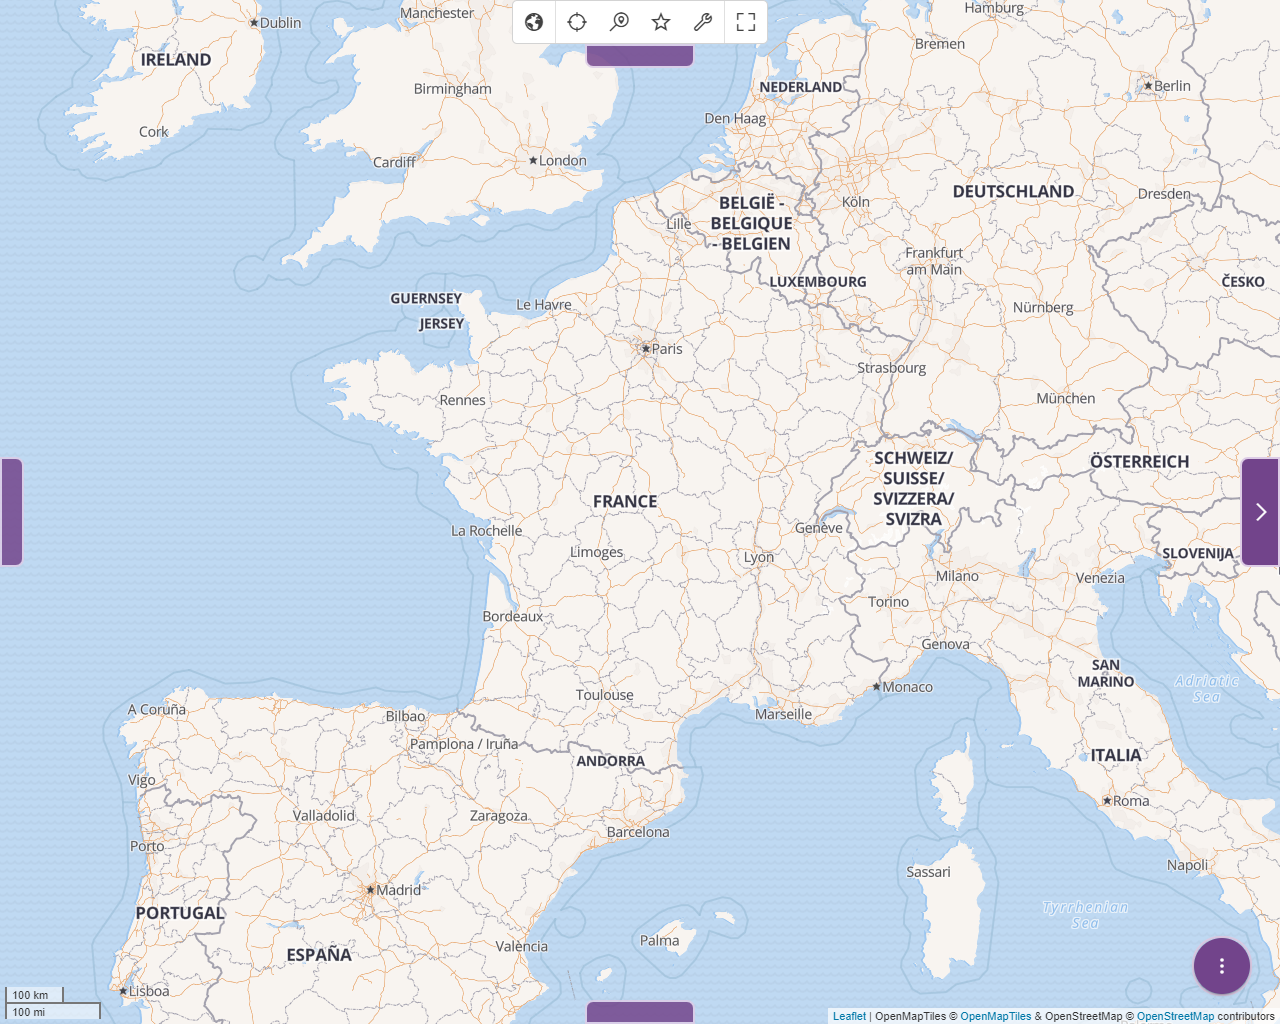 Dublin
Manchester
Hamburg
IRELAND
Bremen
Birmingham
NEDERLAND
Berlin
Cork
Den Haag
Cardiff
London
DEUTSCHLAND
Dresden
BELGIË -
BELGIQUE
- BELGIEN
Köln
Lille
Frankfurt
am Main
LUXEMBOURG
ČESKO
GUERNSEY
Le Havre
Nürnberg
JERSEY
Paris
Strasbourg
Rennes
München
SCHWEIZ/
SUISSE/
SVIZZERA/
SVIZRA
ÖSTERREICH
FRANCE
La Rochelle
Genève
Limoges
Lyon
SLOVENIJA
Milano
Venezia
Torino
Bordeaux
Genova
SAN
MARINO
Adriatic
Sea
Toulouse
Monaco
A Coruña
Bilbao
Marseille
Pamplona / Iruña
ANDORRA
ITALIA
Vigo
Roma
Valladolid
Zaragoza
Barcelona
Porto
Napoli
Sassari
Madrid
PORTUGAL
Tyrrhenian
Sea
Palma
València
ESPAÑA
Lisboa
100 km
100 mi
Leaflet | OpenMapTiles © OpenMapTiles & OpenStreetMap © OpenStreetMap contributors